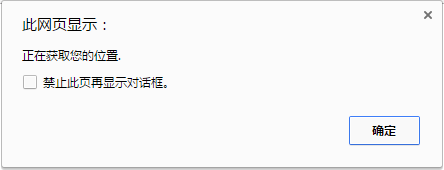 此网页显示：
正在获取您的位置.
禁止此页再显示对话框。
确定